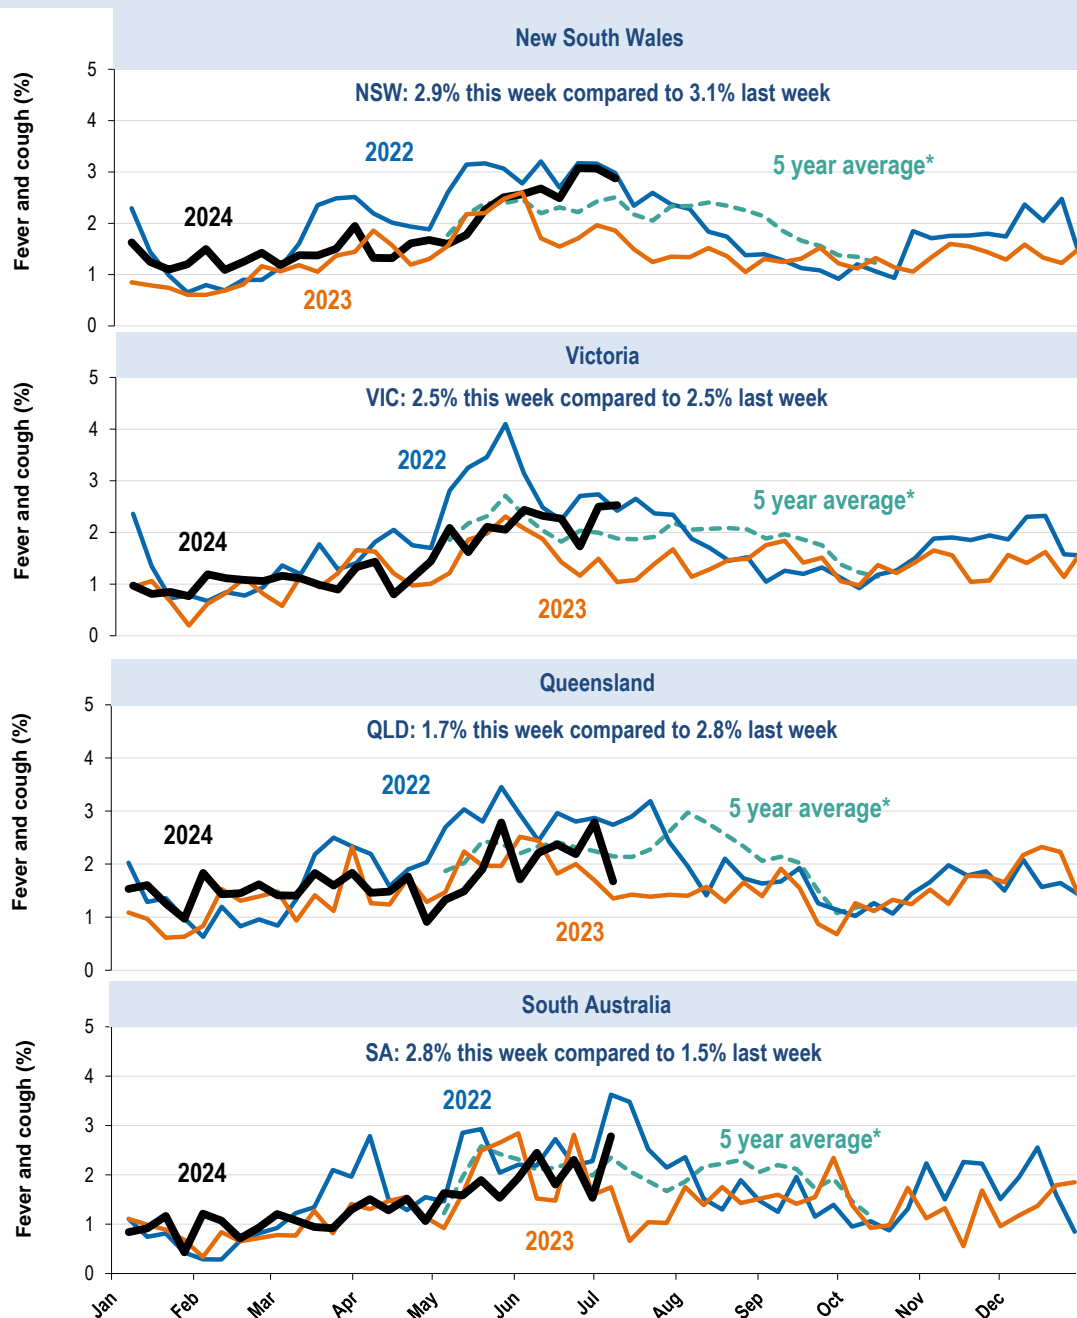 New South Wales
Fever and cough (%)
5
4
3
2
1
0
NSW: 2.9% this week compared to 3.1% last week
2022
2024
2023
5 year average*
Victoria
Fever and cough (%)
5
4
3
2
1
0
VIC: 2.5% this week compared to 2.5% last week
2022
2024
2023
5 year average*
Queensland
Fever and cough (%)
5
4
3
2
1
0
QLD: 1.7% this week compared to 2.8% last week
2022
2024
2023
5 year average*
South Australia
Fever and cough (%)
5
4
3
2
1
0
SA: 2.8% this week compared to 1.5% last week
2022
2024
2023
5 year average*
Jan Feb Mar Apr May Jun Jul Aug Sep Oct Nov Dec